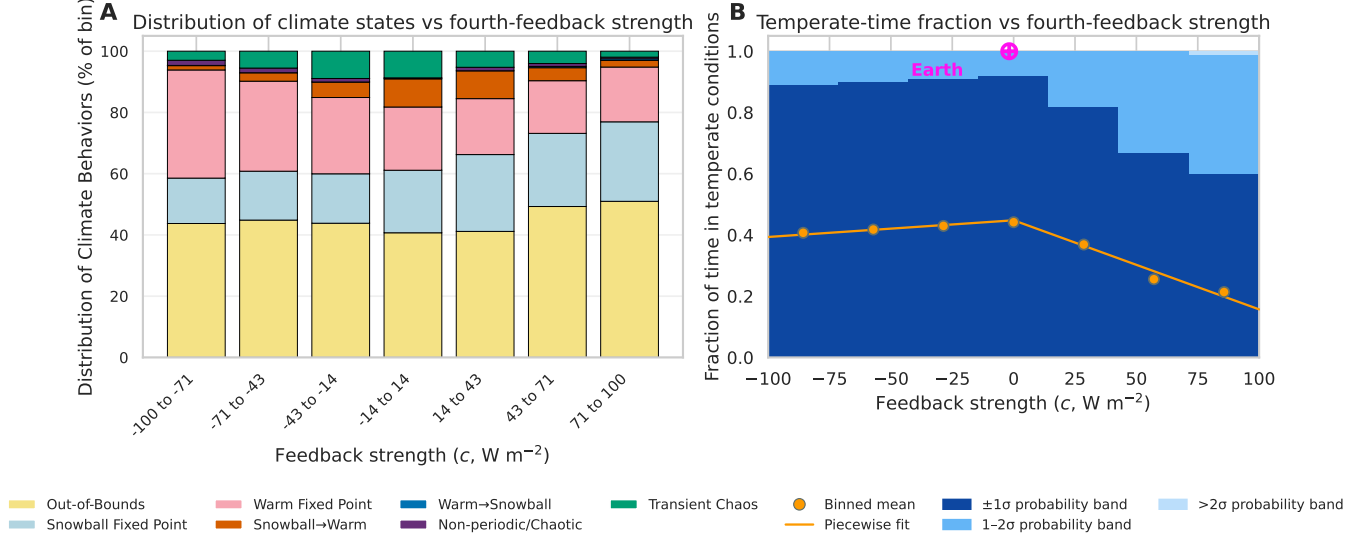 A
Distribution of climate states vs fourth-feedback strength
Distribution of Climate Behaviors (% of bin)
100
80
60
40
20
0
-100 to -71
-71 to -43
-43 to -14
-14 to 14
14 to 43
43 to 71
71 to 100
Feedback strength (c, W m⁻²)
B
Temperate-time fraction vs fourth-feedback strength
Fraction of time in temperate conditions
1.0
0.8
0.6
0.4
0.2
0.0
Earth
−100
−75
−50
−25
0
25
50
75
100
Feedback strength (c, W m⁻²)
Out-of-Bounds
Snowball Fixed Point
Warm Fixed Point
Snowball→Warm
Warm→Snowball
Non-periodic/Chaotic
Transient Chaos
Binned mean
Piecewise fit
±1σ probability band
1–2σ probability band
>2σ probability band